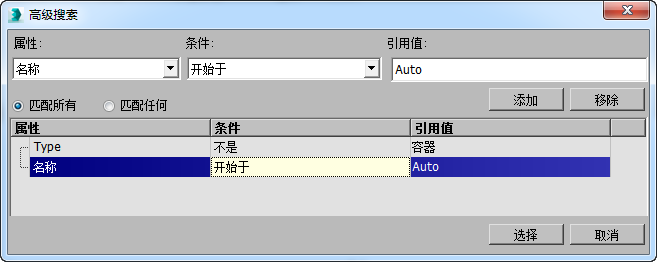 高级搜索
属性: 条件: 引用值:
名称 开始于 Auto
匹配所有 匹配任何 添加 移除
属性 条件 引用值
Type 不是 容器
名称 开始于 Auto
选择 取消